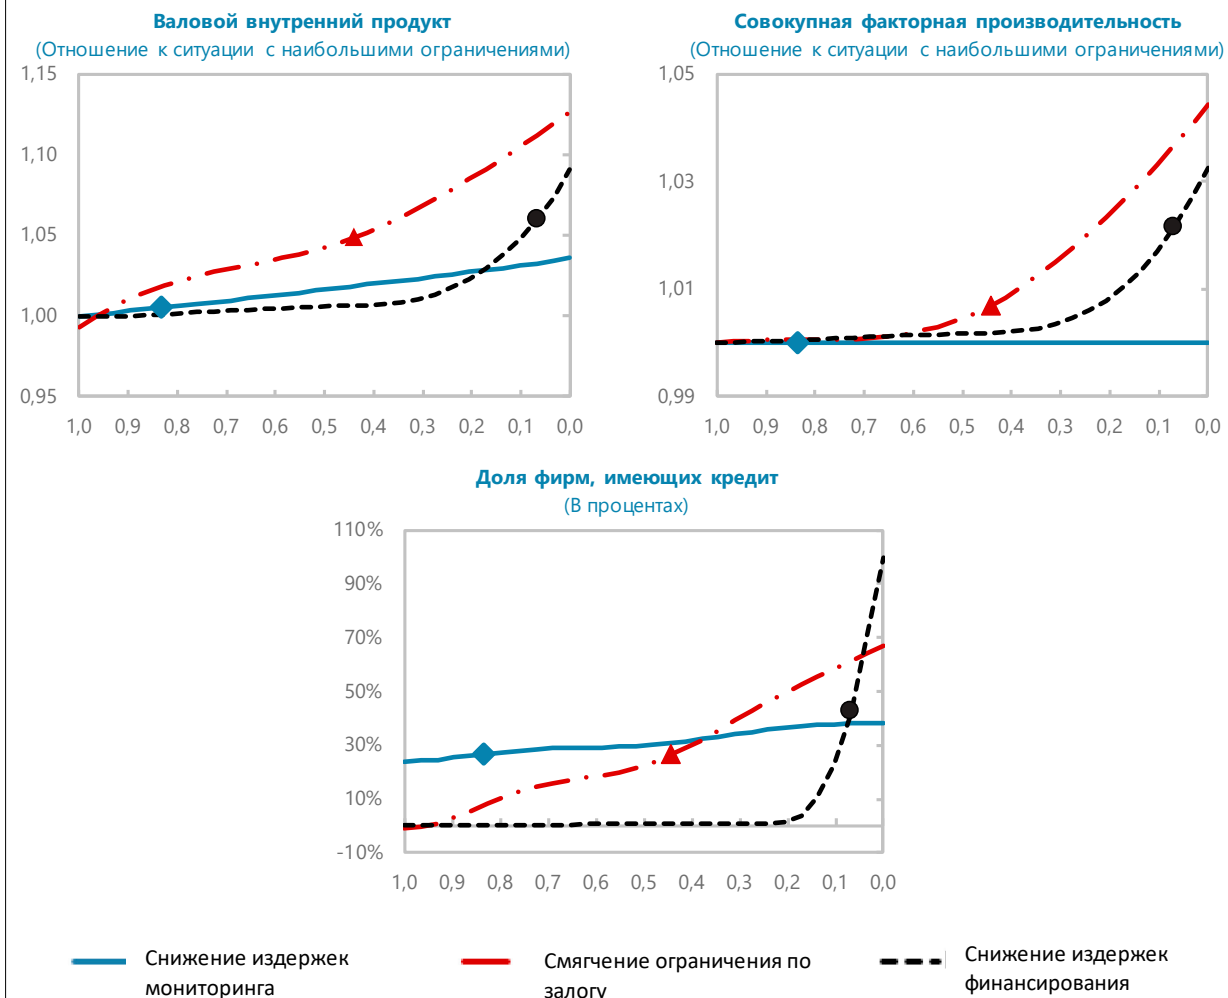 Валовой внутренний продукт
(Отношение к ситуации с наибольшими ограничениями)
1,15
1,10
1,05
1,00
0,95
1,0 0,9 0,8 0,7 0,6 0,5 0,4 0,3 0,2 0,1 0,0
Совокупная факторная производительность
(Отношение к ситуации с наибольшими ограничениями)
1,05
1,03
1,01
0,99
1,0 0,9 0,8 0,7 0,6 0,5 0,4 0,3 0,2 0,1 0,0
Доля фирм, имеющих кредит
(В процентах)
110%
90%
70%
50%
30%
10%
-10%
1,0 0,9 0,8 0,7 0,6 0,5 0,4 0,3 0,2 0,1 0,0
Снижение издержек
мониторинга
Смягчение ограничения по
залогу
Снижение издержек
финансирования